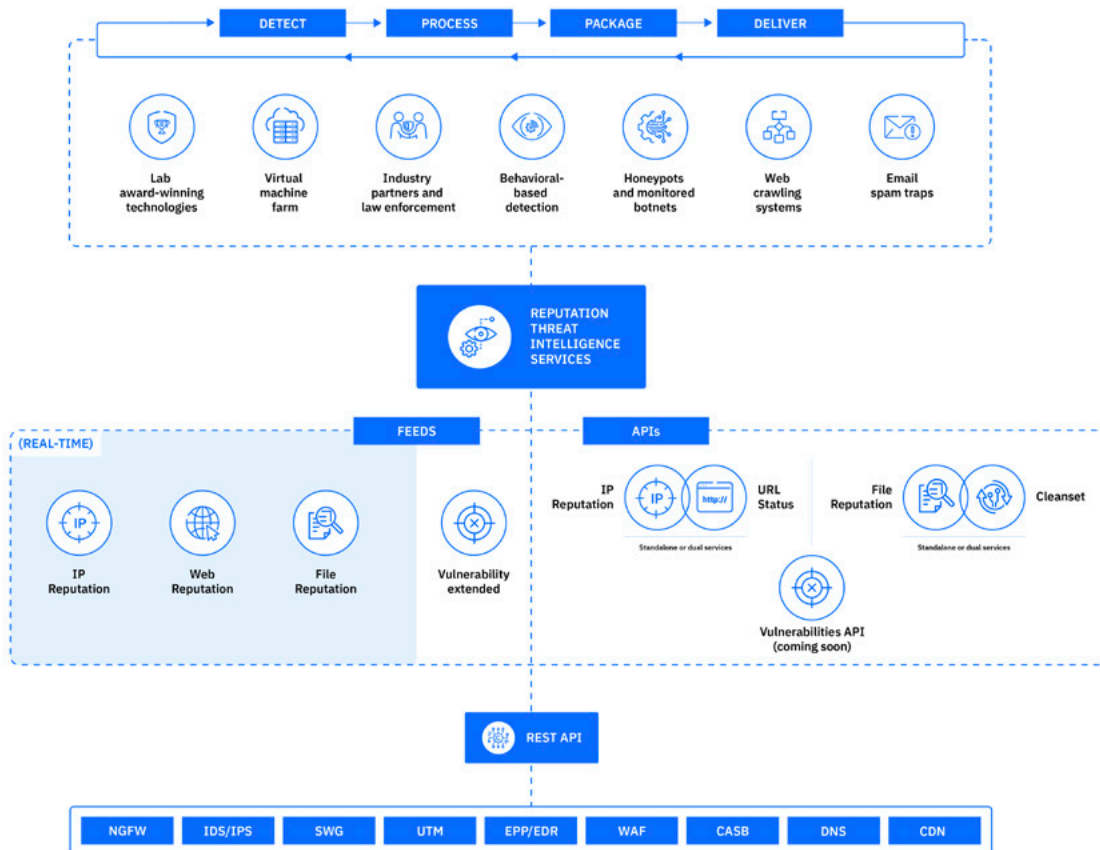 DETECT
PROCESS
PACKAGE
DELIVER
Lab
award-winning
technologies
Virtual
machine
farm
Industry
partners and
law enforcement
Behavioral-
based
detection
Honeypots
and monitored
botnets
Web
crawling
systems
Email
spam traps
REPUTATION
THREAT
INTELLIGENCE
SERVICES
FEEDS
APIs
(REAL-TIME)
IP
IP
Reputation
Web
Reputation
File
Reputation
Vulnerability
extended
IP
Reputation
IP
http://
URL
Status
Standalone or dual services
File
Reputation
Cleanset
Standalone or dual services
Vulnerabilities API
(coming soon)
REST API
NGFW
IDS/IPS
SWG
UTM
EPP/EDR
WAF
CASB
DNS
CDN